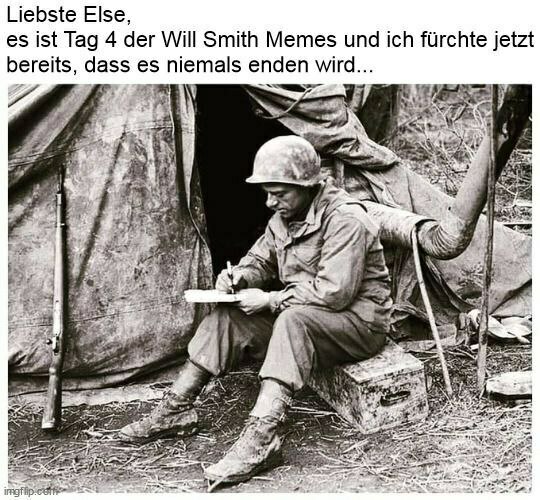 Liebste Else,
es ist Tag 4 der Will Smith Memes und ich fürchte jetzt
bereits, dass es niemals enden wird...
imgflip.com